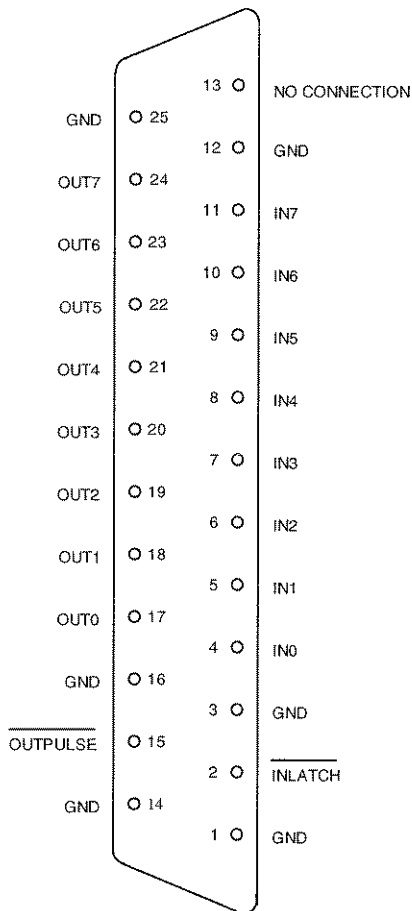 13 NO CONNECTION
GND 25
12 GND
OUT7 24
11 IN7
OUT6 23
10 IN6
OUT5 22
9 IN5
OUT4 21
8 IN4
OUT3 20
7 IN3
OUT2 19
6 IN2
OUT1 18
5 IN1
OUT0 17
4 IN0
GND 16
3 GND
OUTPULSE 15
2 INLATCH
GND 14
1 GND